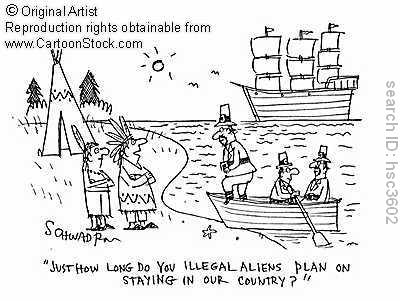 © Original Artist
Reproduction rights obtainable from
www.CartoonStock.com
search ID: hsc3602
SCHWADRON
"JUST HOW LONG DO YOU ILLEGAL ALIENS PLAN ON
STAYING IN OUR COUNTRY?"